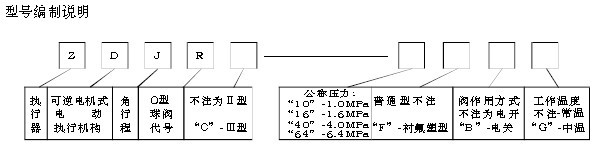 型号编制说明
Z D J R
执行器
可逆电机式
电动
执行机构
角行程
O型
球阀
代号
不注为Ⅱ型
“C”-Ⅲ型
公称压力:
“10”-1.0MPa
“16”-1.6MPa
“40”-4.0MPa
“64”-6.4MPa
普通型不注
“F”-衬氟塑型
阀作用方式
不注为电开
“B”-电关
工作温度
不注-常温
“G”-中温